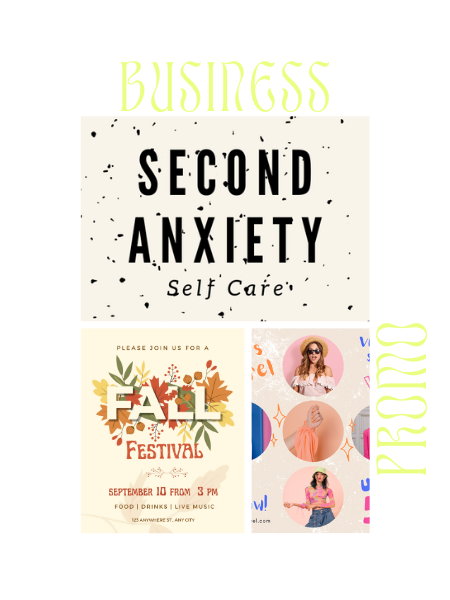 BUSINESS
SECOND
ANXIETY
Self Care
PLEASE JOIN US FOR A
FALL
FESTIVAL
SEPTEMBER 10 FROM 3 PM
FOOD | DRINKS | LIVE MUSIC
123 ANYWHERE ST., ANY CITY
PROMO